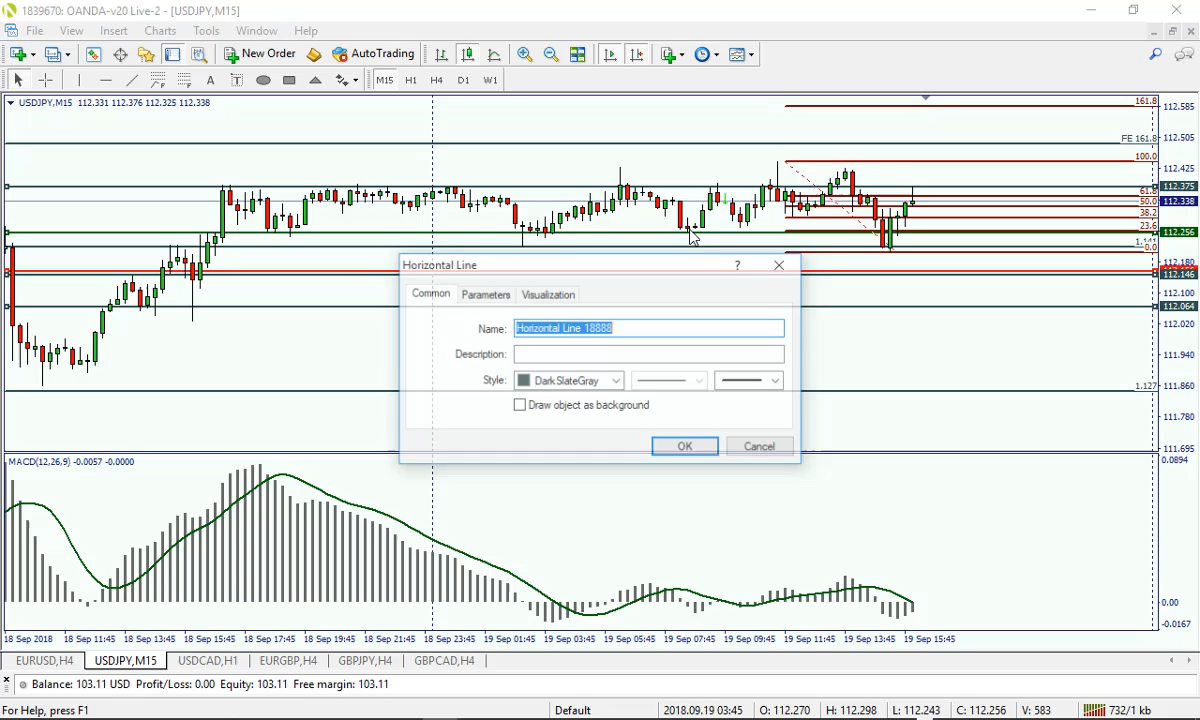 1839670: OANDA-v20 Live-2 - [USDJPY,M15]
File View Insert Charts Tools Window Help
New Order AutoTrading
A T M15 H1 H4 D1 W1
USDJPY,M15 112.331 112.376 112.325 112.338
161.8
112.585
FE 161.8
112.505
100.0
112.425
112.375
61.8
50.0
112.338
38.2
23.6
112.256
1.141
0.0
112.180
112.146
112.100
112.064
112.020
111.940
1.127
111.860
111.780
111.695
Horizontal Line ?
Common Parameters Visualization
Name: Horizontal Line 18888
Description:
Style: DarkSlateGray
Draw object as background
OK Cancel
MACD(12,26,9) -0.0057 -0.0000
0.0894
0.00
-0.0167
18 Sep 2018 18 Sep 11:45 18 Sep 13:45 18 Sep 15:45 18 Sep 17:45 18 Sep 19:45 18 Sep 21:45 18 Sep 23:45 19 Sep 01:45 19 Sep 03:45 19 Sep 05:45 19 Sep 07:45 19 Sep 09:45 19 Sep 11:45 19 Sep 13:45 19 Sep 15:45
EURUSD,H4 USDJPY,M15 USDCAD,H1 EURGBP,H4 GBPJPY,H4 GBPCAD,H4
Balance: 103.11 USD Profit/Loss: 0.00 Equity: 103.11 Free margin: 103.11
For Help, press F1 Default 2018.09.19 03:45 O: 112.270 H: 112.298 L: 112.243 C: 112.256 V: 583 732/1 kb